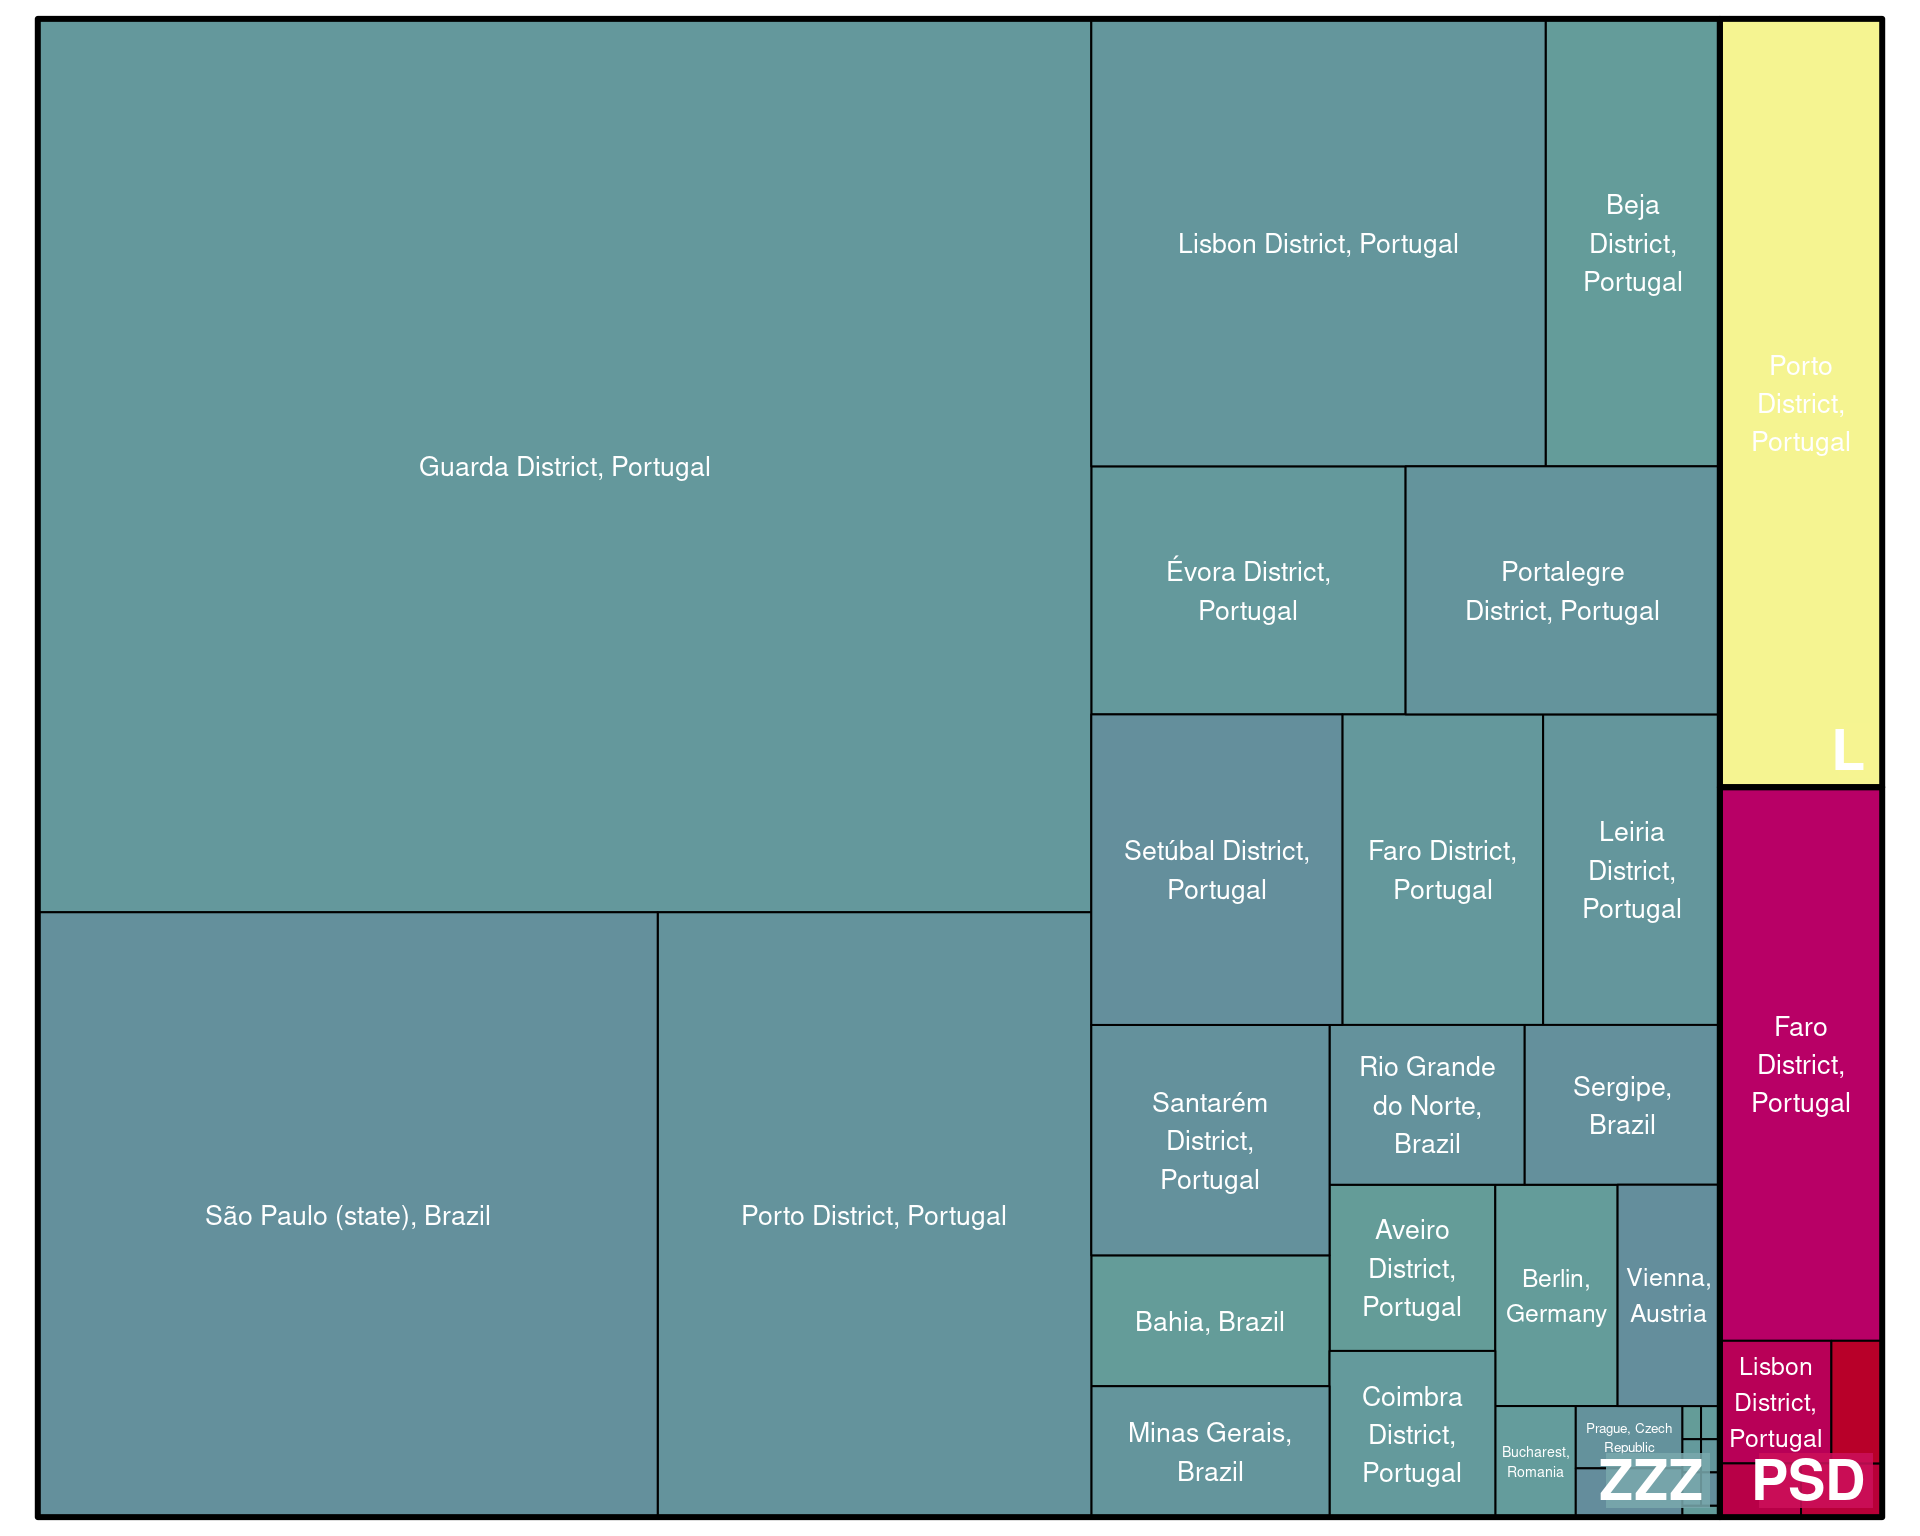 Guarda District, Portugal
São Paulo (state), Brazil
Porto District, Portugal
Lisbon District, Portugal
Beja
District,
Portugal
Évora District,
Portugal
Portalegre
District, Portugal
Setúbal District,
Portugal
Faro District,
Portugal
Leiria
District,
Portugal
Santarém
District,
Portugal
Rio Grande
do Norte,
Brazil
Sergipe,
Brazil
Bahia, Brazil
Minas Gerais,
Brazil
Aveiro
District,
Portugal
Coimbra
District,
Portugal
Berlin,
Germany
Vienna,
Austria
Bucharest,
Romania
Prague, Czech
Republic
ZZZ
Porto
District,
Portugal
L
Faro
District,
Portugal
Lisbon
District,
Portugal
PSD